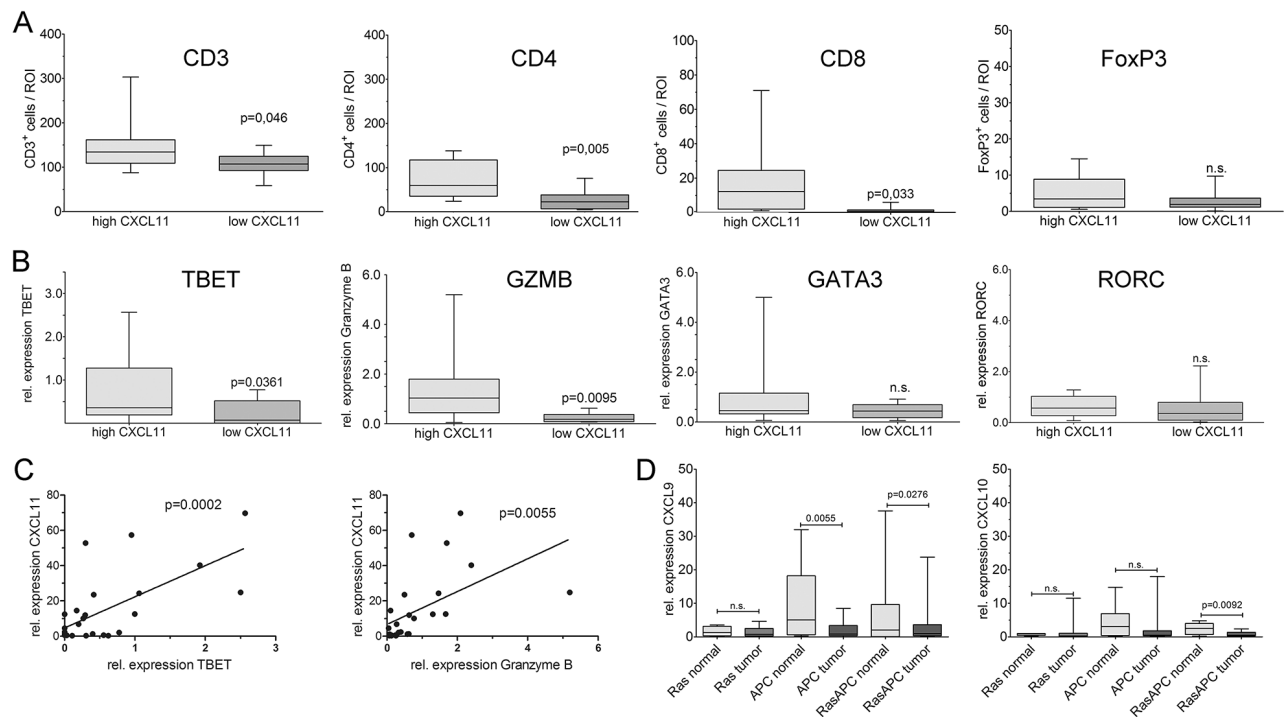 A
CD3
CD3+ cells / ROI
400
300
200
100
0
p=0,046
high CXCL11
low CXCL11
CD4
CD4+ cells / ROI
400
300
200
100
0
p=0,005
high CXCL11
low CXCL11
CD8
CD8+ cells / ROI
100
80
60
40
20
0
p=0,033
high CXCL11
low CXCL11
FoxP3
FoxP3+ cells / ROI
50
40
30
20
10
0
n.s.
high CXCL11
low CXCL11
B
TBET
rel. expression TBET
3.0
2.0
1.0
p=0.0361
high CXCL11
low CXCL11
GZMB
rel. expression Granzyme B
6.0
4.0
2.0
0.0
p=0.0095
high CXCL11
low CXCL11
GATA3
rel. expression GATA3
6.0
4.0
2.0
0.0
n.s.
high CXCL11
low CXCL11
RORC
rel. expression RORC
6.0
4.0
2.0
0.0
n.s.
high CXCL11
low CXCL11
C
rel. expression CXCL11
80
60
40
20
0
p=0.0002
0 1 2 3
rel. expression TBET
rel. expression CXCL11
80
60
40
20
0
p=0.0055
0 2 4 6
rel. expression Granzyme B
D
rel. expression CXCL9
50
40
30
20
10
0
n.s.
0.0055
p=0.0276
Ras normal
Ras tumor
APC normal
APC tumor
RasAPC normal
RasAPC tumor
rel. expression CXCL10
50
40
30
20
10
0
n.s.
n.s.
p=0.0092
Ras normal
Ras tumor
APC normal
APC tumor
RasAPC normal
RasAPC tumor